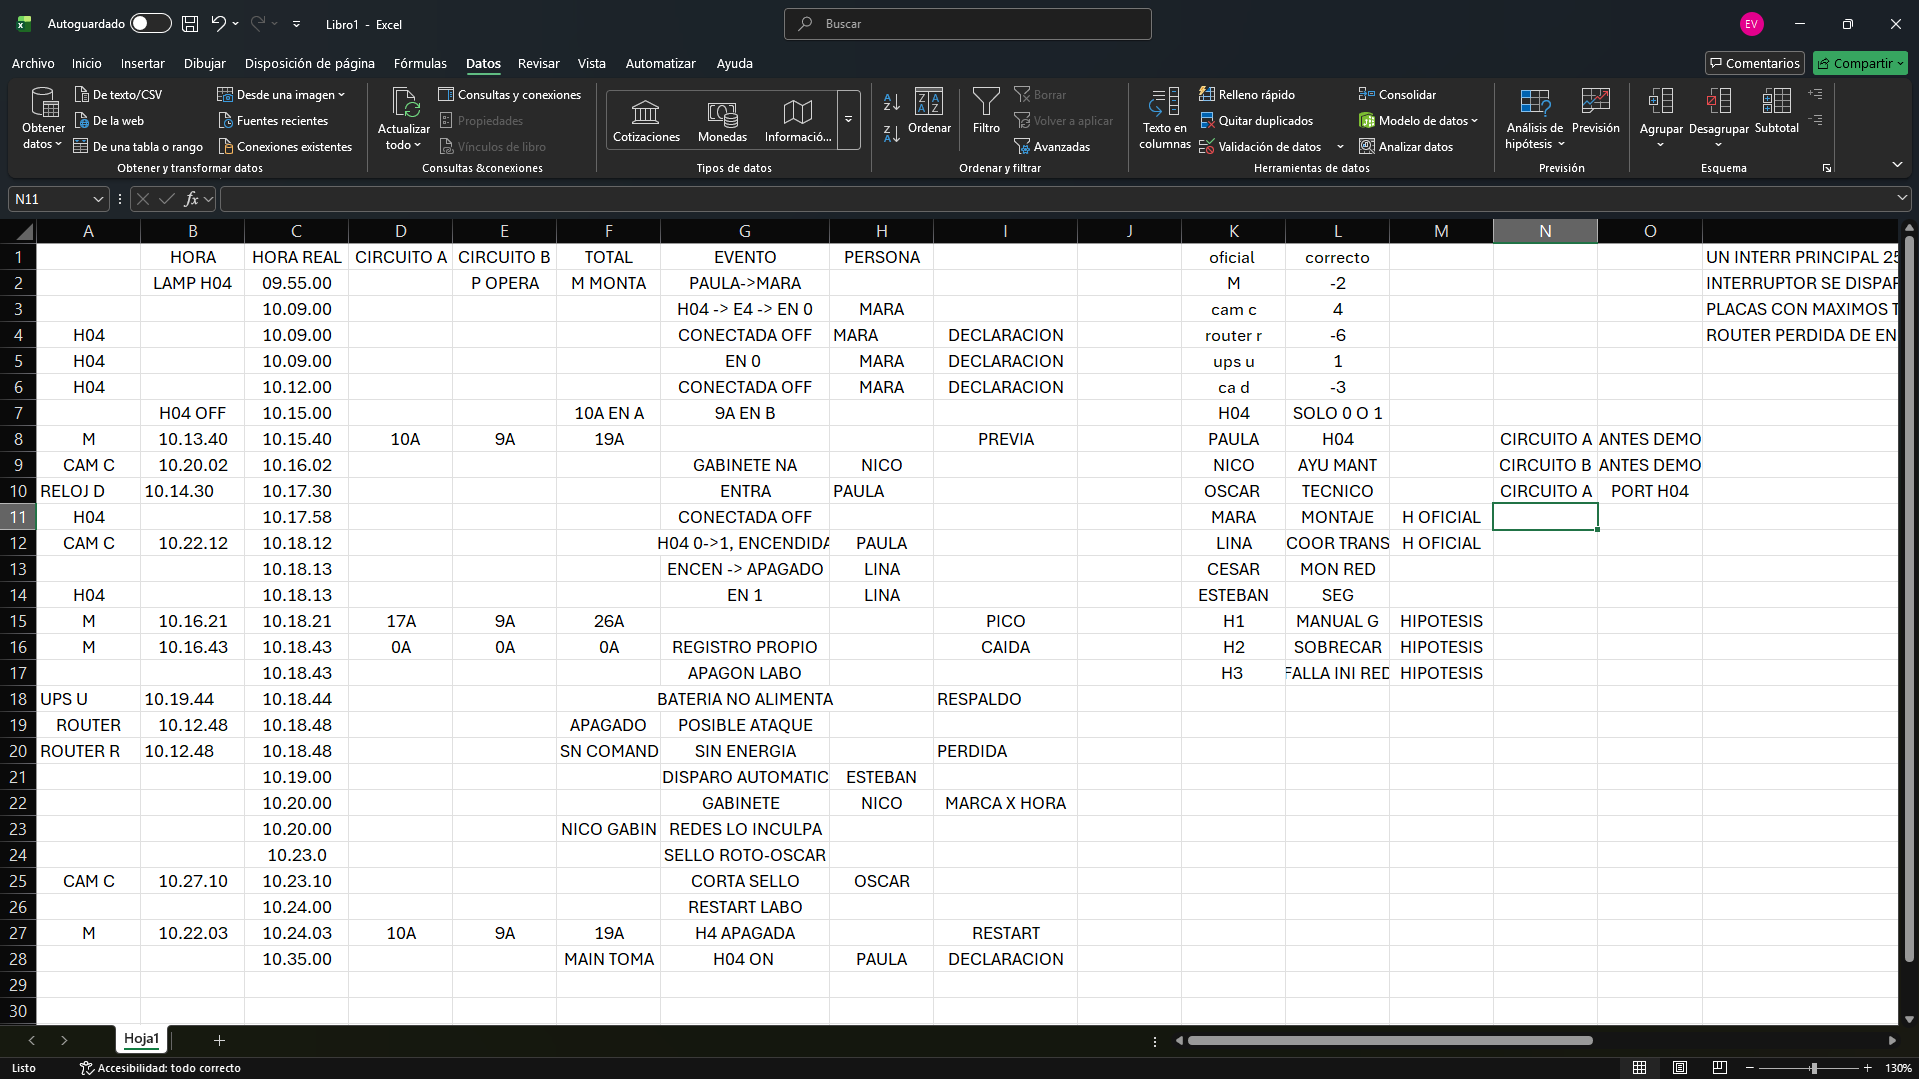 Autoguardado Libro1 - Excel Buscar EV
Archivo Inicio Insertar Dibujar Disposición de página Fórmulas Datos Revisar Vista Automatizar Ayuda Comentarios Compartir
Obtener datos De texto/CSV De la web De una tabla o rango Desde una imagen Fuentes recientes Conexiones existentes
Actualizar todo Consultas y conexiones Propiedades Vínculos de libro
Cotizaciones Monedas Informació...
Ordenar Filtro Borrar Volver a aplicar Avanzadas
Texto en columnas Relleno rápido Quitar duplicados Validación de datos Consolidar Modelo de datos Analizar datos
Análisis de hipótesis Previsión Agrupar Desagrupar Subtotal
Obtener y transformar datos Consultas &conexiones Tipos de datos Ordenar y filtrar Herramientas de datos Previsión Esquema
N11 fx
A B C D E F G H I J K L M N O
1 HORA HORA REAL CIRCUITO A CIRCUITO B TOTAL EVENTO PERSONA oficial correcto UN INTERR PRINCIPAL 25
2 LAMP H04 09.55.00 P OPERA M MONTA PAULA->MARA M -2 INTERRUPTOR SE DISPAR
3 10.09.00 H04 -> E4 -> EN 0 MARA cam c 4 PLACAS CON MAXIMOS T
4 H04 10.09.00 CONECTADA OFF MARA DECLARACION router r -6 ROUTER PERDIDA DE EN
5 H04 10.09.00 EN 0 MARA DECLARACION ups u 1
6 H04 10.12.00 CONECTADA OFF MARA DECLARACION ca d -3
7 H04 OFF 10.15.00 10A EN A 9A EN B H04 SOLO 0 O 1
8 M 10.13.40 10.15.40 10A 9A 19A PREVIA PAULA H04 CIRCUITO A ANTES DEMO
9 CAM C 10.20.02 10.16.02 GABINETE NA NICO NICO AYU MANT CIRCUITO B ANTES DEMO
10 RELOJ D 10.14.30 10.17.30 ENTRA PAULA OSCAR TECNICO CIRCUITO A PORT H04
11 H04 10.17.58 CONECTADA OFF MARA MONTAJE H OFICIAL
12 CAM C 10.22.12 10.18.12 H04 0->1, ENCENDIDA PAULA LINA COOR TRANS H OFICIAL
13 10.18.13 ENCEN -> APAGADO LINA CESAR MON RED
14 H04 10.18.13 EN 1 LINA ESTEBAN SEG
15 M 10.16.21 10.18.21 17A 9A 26A PICO H1 MANUAL G HIPOTESIS
16 M 10.16.43 10.18.43 0A 0A 0A REGISTRO PROPIO CAIDA H2 SOBRECAR HIPOTESIS
17 10.18.43 APAGON LABO H3 FALLA INI RED HIPOTESIS
18 UPS U 10.19.44 10.18.44 BATERIA NO ALIMENTA RESPALDO
19 ROUTER 10.12.48 10.18.48 APAGADO POSIBLE ATAQUE
20 ROUTER R 10.12.48 10.18.48 SN COMAND SIN ENERGIA PERDIDA
21 10.19.00 DISPARO AUTOMATIC ESTEBAN
22 10.20.00 GABINETE NICO MARCA X HORA
23 10.20.00 NICO GABIN REDES LO INCULPA
24 10.23.0 SELLO ROTO-OSCAR
25 CAM C 10.27.10 10.23.10 CORTA SELLO OSCAR
26 10.24.00 RESTART LABO
27 M 10.22.03 10.24.03 10A 9A 19A H4 APAGADA RESTART
28 10.35.00 MAIN TOMA H04 ON PAULA DECLARACION
29
30
Hoja1
Listo Accesibilidad: todo correcto 130%